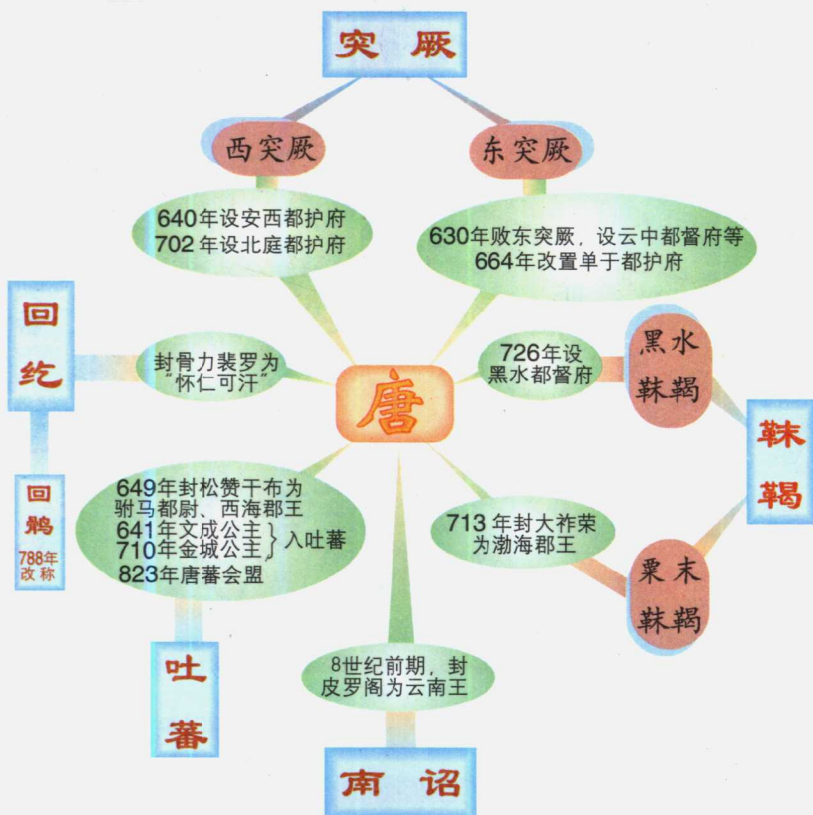 突厥
西突厥
东突厥
640年设安西都护府
702年设北庭都护府
630年败东突厥，设云中都督府等
664年改置单于都护府
回
纥
封骨力裴罗为
“怀仁可汗”
唐
726年设
黑水都督府
黑水
靺鞨
靺
鞨
回
鹘
788年
改称
649年封松赞干布为
驸马都尉、西海郡王
641年文成公主
710年金城公主
入吐蕃
823年唐蕃会盟
713年封大祚荣
为渤海郡王
粟末
靺鞨
吐
蕃
8世纪前期，封
皮罗阁为云南王
南诏